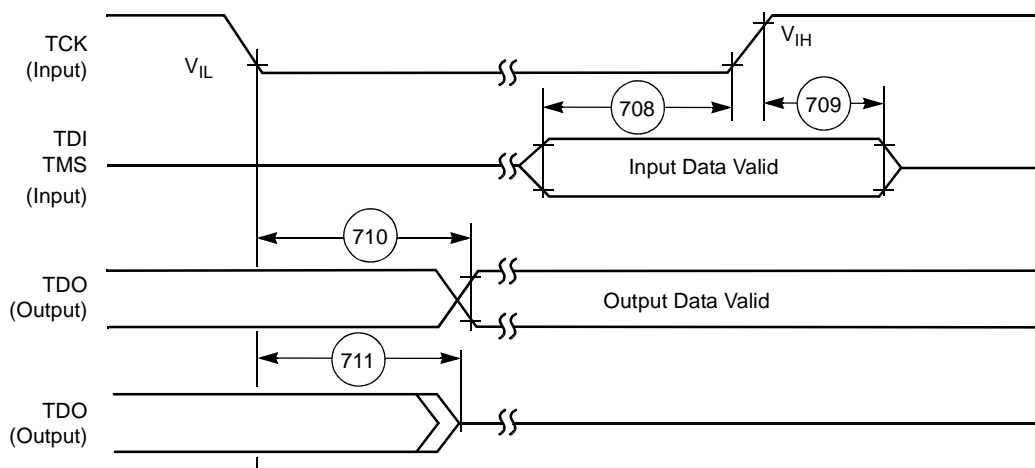 TCK
(Input)
V_IL
V_IH
708
709
TDI
TMS
(Input)
Input Data Valid
710
TDO
(Output)
Output Data Valid
711
TDO
(Output)